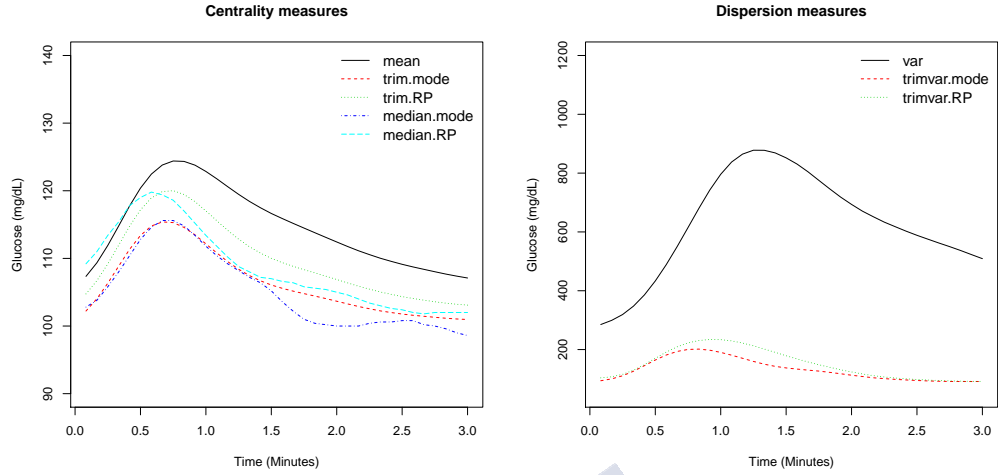 Centrality measures
Glucose (mg/dL)
140
130
120
110
100
90
mean
trim.mode
trim.RP
median.mode
median.RP
0.0 0.5 1.0 1.5 2.0 2.5 3.0
Time (Minutes)
Dispersion measures
Glucose (mg/dL)
1200
1000
800
600
400
200
var
trimvar.mode
trimvar.RP
0.0 0.5 1.0 1.5 2.0 2.5 3.0
Time (Minutes)